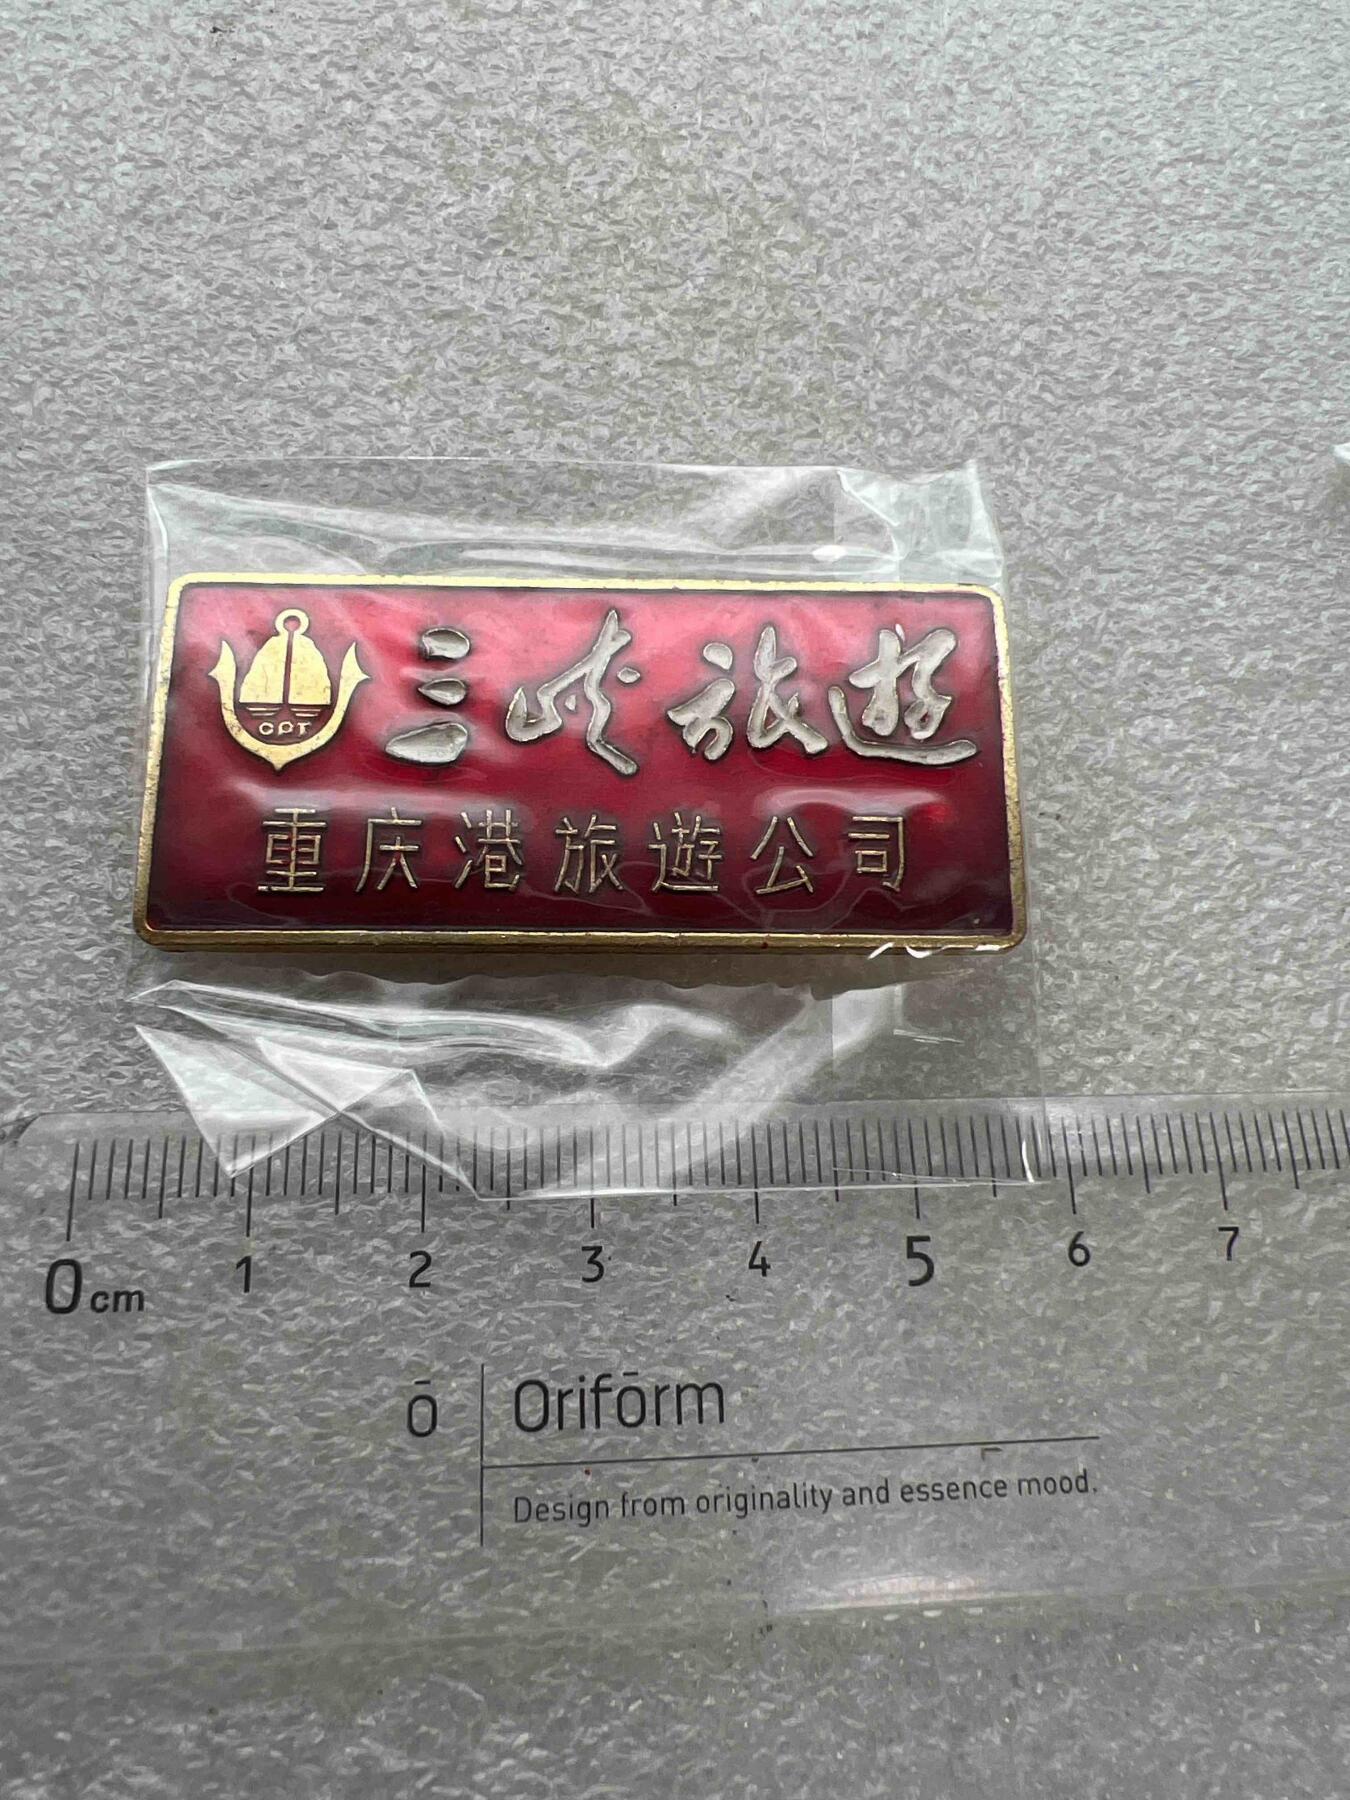 三峡旅遊
CPT
重庆港旅遊公司
0cm 1 2 3 4 5 6 7
ō Orifōrm
Design from originality and essence mood.